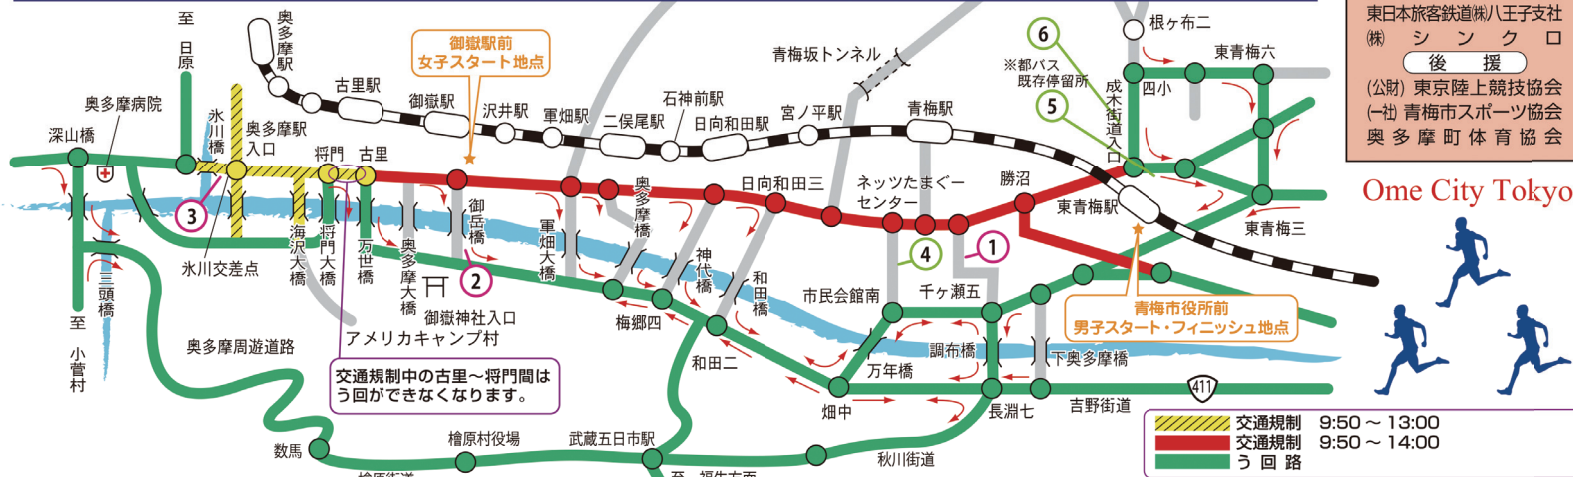 至 日原
奥多摩駅
古里駅
御嶽駅
沢井駅
軍畑駅
二俣尾駅
石神前駅
日向和田駅
宮ノ平駅
青梅駅
東青梅駅
御嶽駅前
女子スタート地点
青梅坂トンネル
※都バス
既存停留所
6
5
根ヶ布二
東青梅六
四小
成木街道入口
東青梅三
奥多摩病院
深山橋
氷川橋
奥多摩駅
入口
将門
古里
3
氷川交差点
海沢大橋
将門大橋
万世橋
奥多摩大橋
御岳橋
2
御嶽神社入口
アメリカキャンプ村
軍畑大橋
奥多摩橋
神代橋
和田橋
日向和田三
ネッツたまぐー
センター
勝沼
4
1
市民会館南
千ヶ瀬五
青梅市役所前
男子スタート・フィニッシュ地点
梅郷四
和田二
万年橋
調布橋
下奥多摩橋
畑中
長淵七
吉野街道
411
三頭橋
至 小菅村
奥多摩周遊道路
交通規制中の古里～将門間は
う回ができなくなります。
数馬
檜原村役場
武蔵五日市駅
秋川街道
檜原街道
至 福生方面
東日本旅客鉄道㈱八王子支社
㈱シンクロ
後援
(公財) 東京陸上競技協会
(一社) 青梅市スポーツ協会
奥多摩町体育協会
Ome City Tokyo
交通規制 9:50～13:00
交通規制 9:50～14:00
う回路